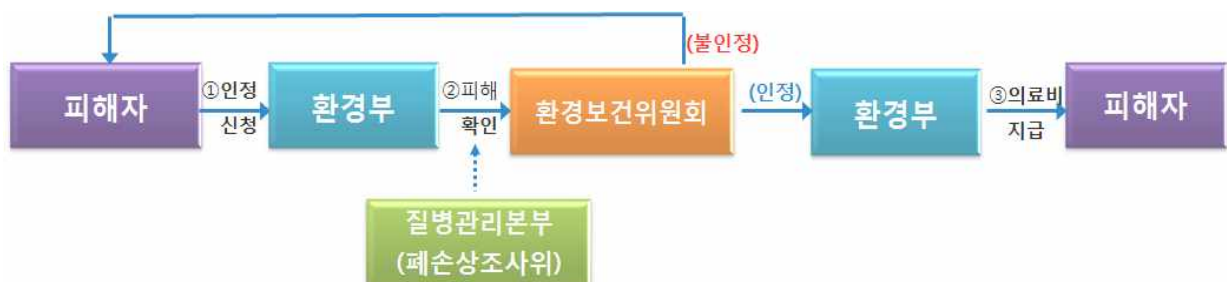 (불인정)
피해자
①인정
신청
환경부
②피해
확인
환경보건위원회
(인정)
환경부
③의료비
지급
피해자
질병관리본부
(폐손상조사위)